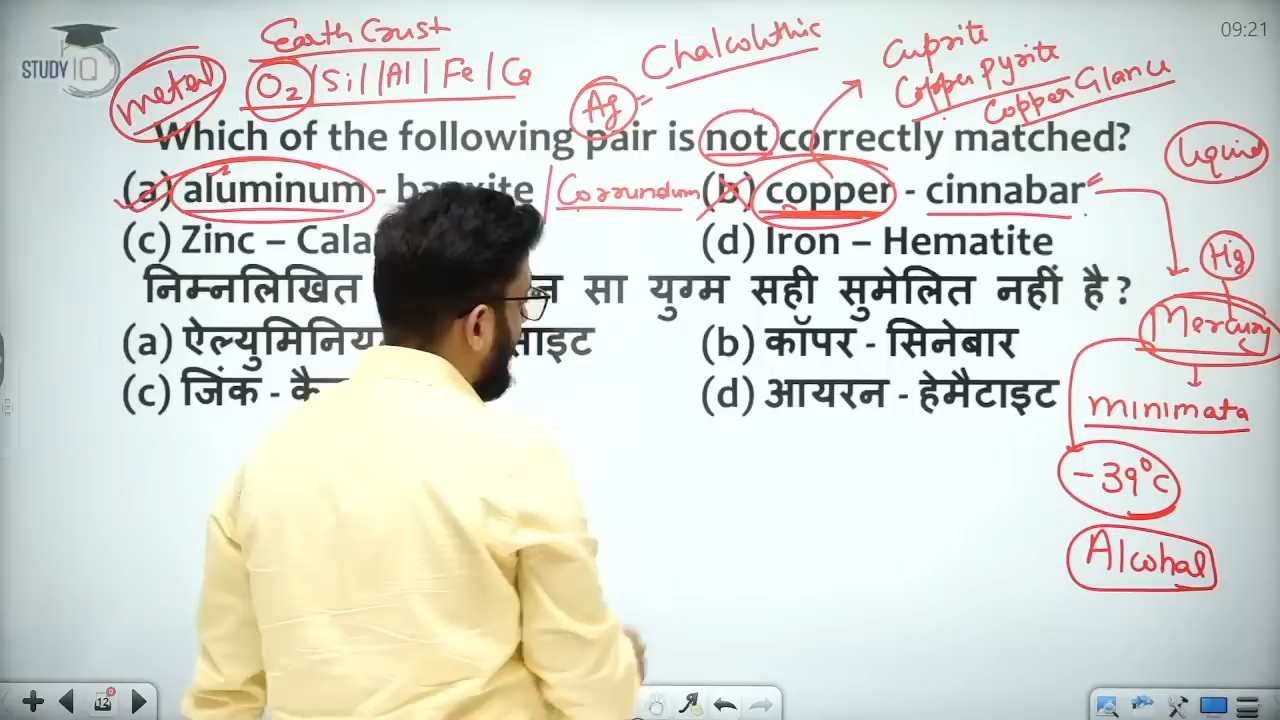 09:21
STUDY IQ
Earth Crust
metal
O₂ | Si | Al | Fe | Ca
Ag
Chalcolithic
Cuprite
Copper Pyrite
Copper Glance
Which of the following pair is not correctly matched?
Liquid
(a) aluminum - bauxite / Corrundum (b) copper - cinnabar
(c) Zinc – Cala (d) Iron – Hematite
Hg
निम्नलिखित सा युग्म सही सुमेलित नहीं है ?
Mercury
(a) ऐल्युमिनिय साइट (b) कॉपर - सिनेबार
(c) जिंक - कै (d) आयरन - हेमैटाइट
minimata
-39°c
Alcohal
12